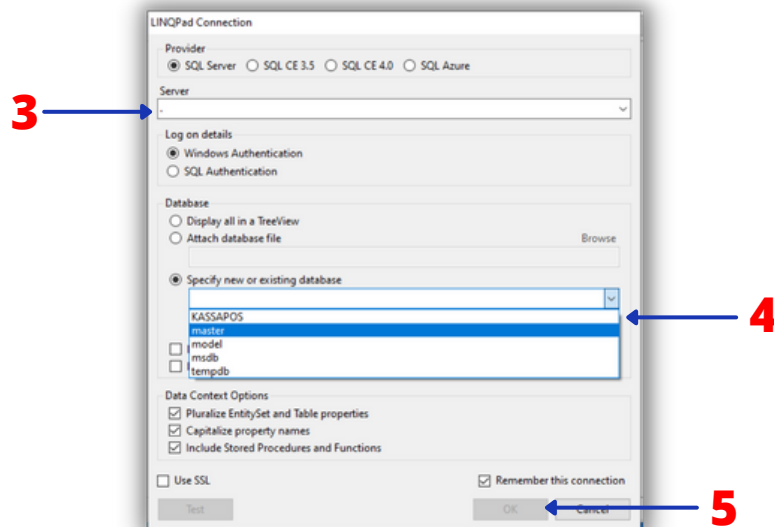 LINQPad Connection
Provider
SQL Server SQL CE 3.5 SQL CE 4.0 SQL Azure
Server
.
3
Log on details
Windows Authentication
SQL Authentication
Database
Display all in a TreeView
Attach database file Browse
Specify new or existing database
KASSAPOS
4
master
model
msdb
tempdb
Data Context Options
Pluralize EntitySet and Table properties
Capitalize property names
Include Stored Procedures and Functions
Use SSL Remember this connection
Test OK Cancel
5